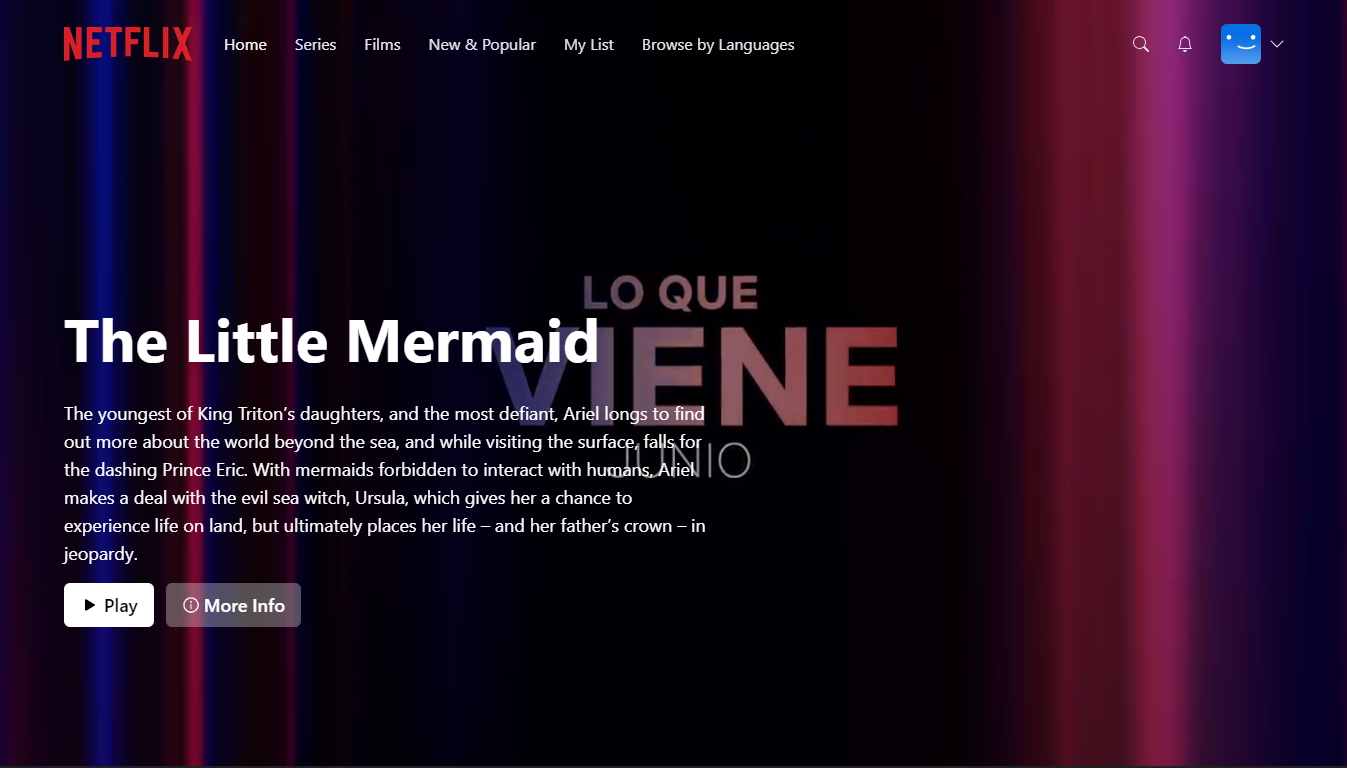 NETFLIX
Home
Series
Films
New & Popular
My List
Browse by Languages
LO QUE
VIENE
JUNIO
The Little Mermaid
The youngest of King Triton’s daughters, and the most defiant, Ariel longs to find
out more about the world beyond the sea, and while visiting the surface, falls for
the dashing Prince Eric. With mermaids forbidden to interact with humans, Ariel
makes a deal with the evil sea witch, Ursula, which gives her a chance to
experience life on land, but ultimately places her life – and her father’s crown – in
jeopardy.
Play
More Info